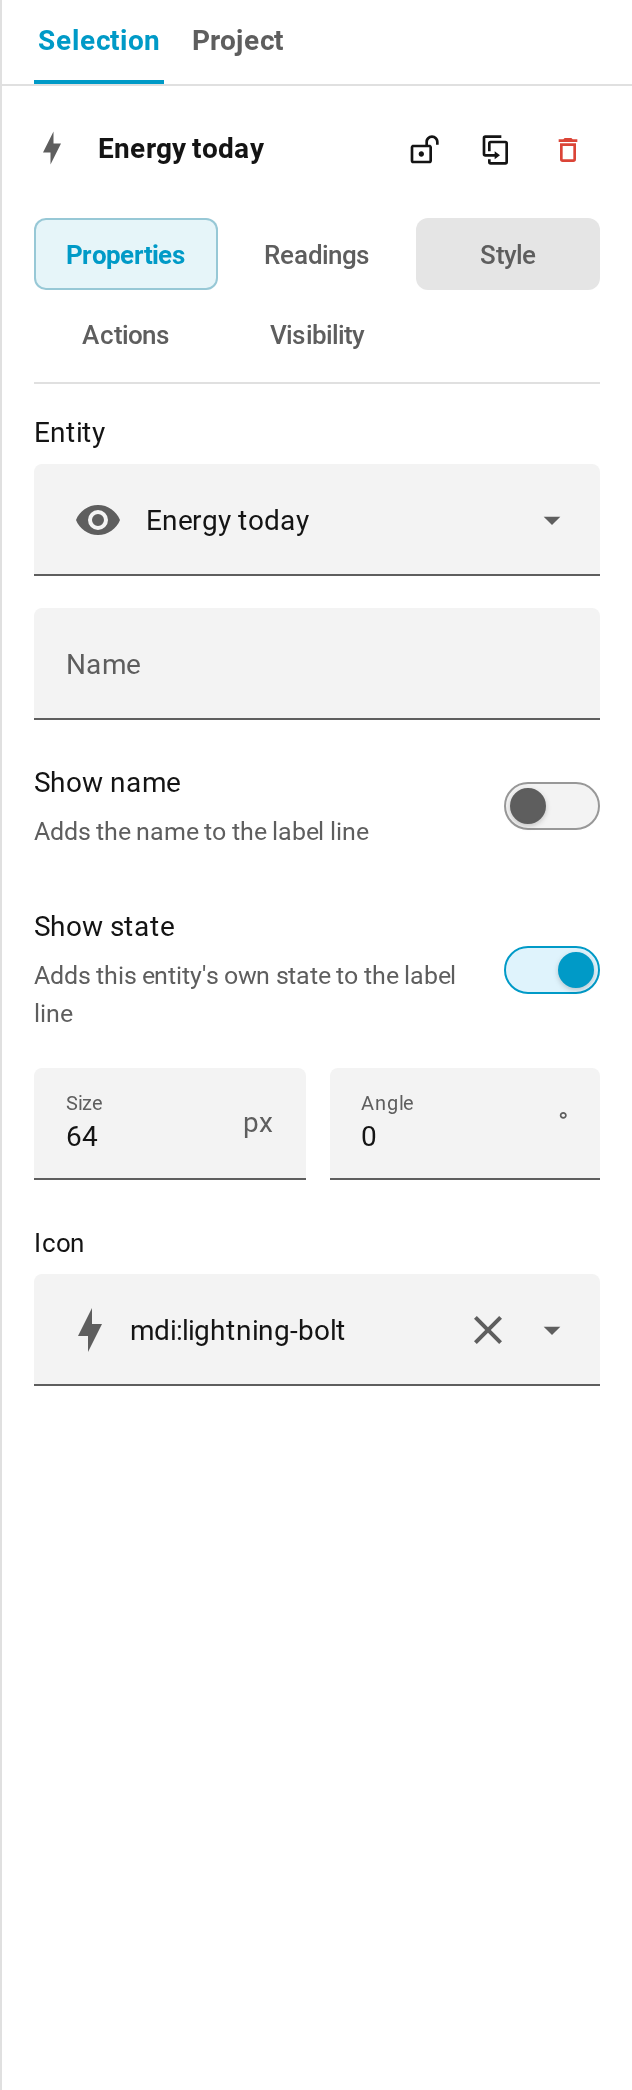 Selection Project
Energy today
Properties Readings Style
Actions Visibility
Entity
Energy today
Name
Show name
Adds the name to the label line
Show state
Adds this entity's own state to the label
line
Size
64 px
Angle
0 °
Icon
mdi:lightning-bolt